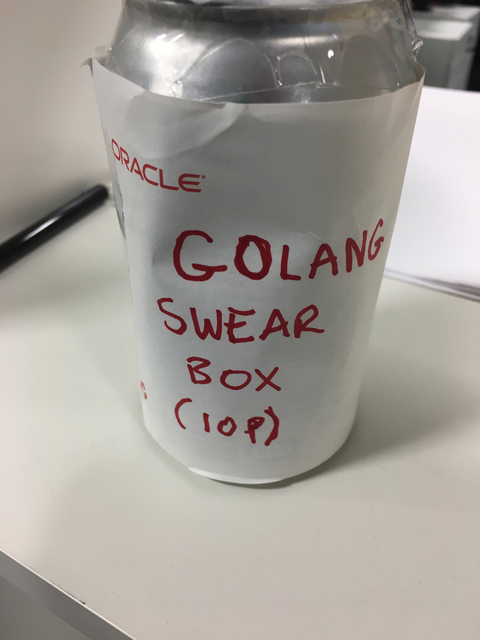 ORACLE
GOLANG
SWEAR
BOX
(10p)